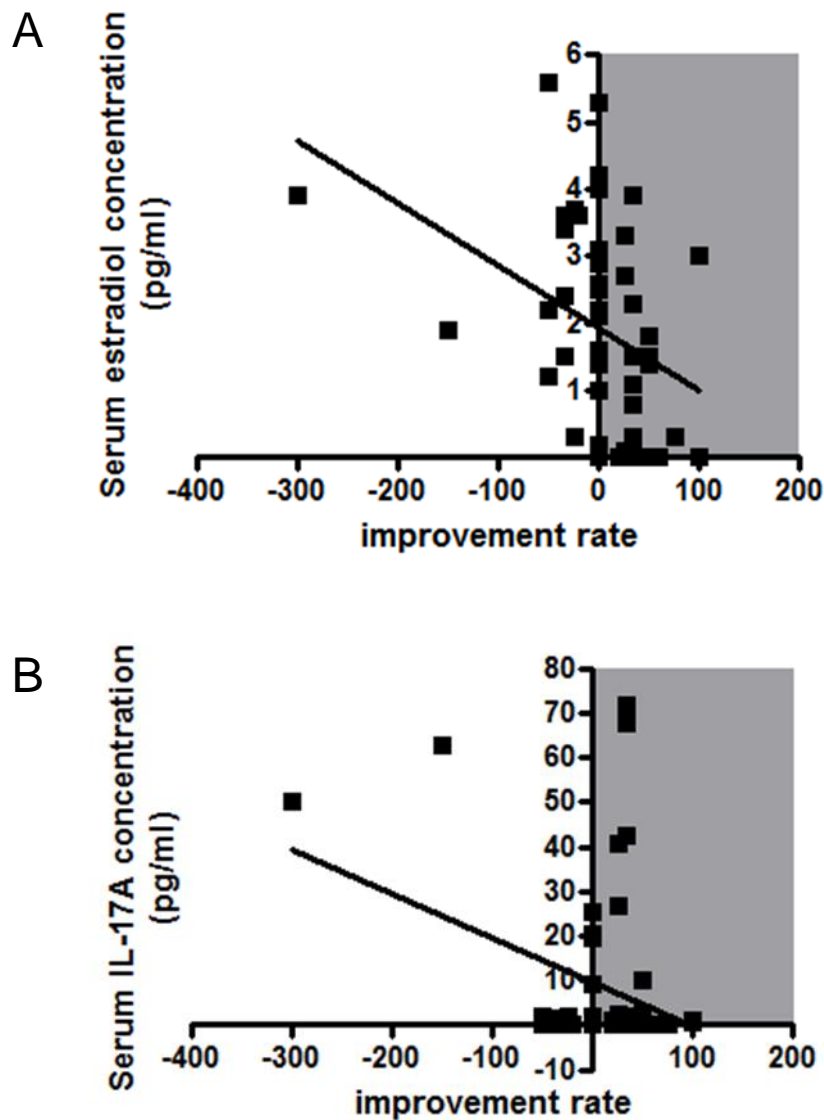 A
Serum estradiol concentration
(pg/ml)
6
5
4
3
2
1
-400 -300 -200 -100 0 100 200
improvement rate
B
Serum IL-17A concentration
(pg/ml)
80
70
60
50
40
30
20
10
-10
-400 -300 -200 -100 0 100 200
improvement rate